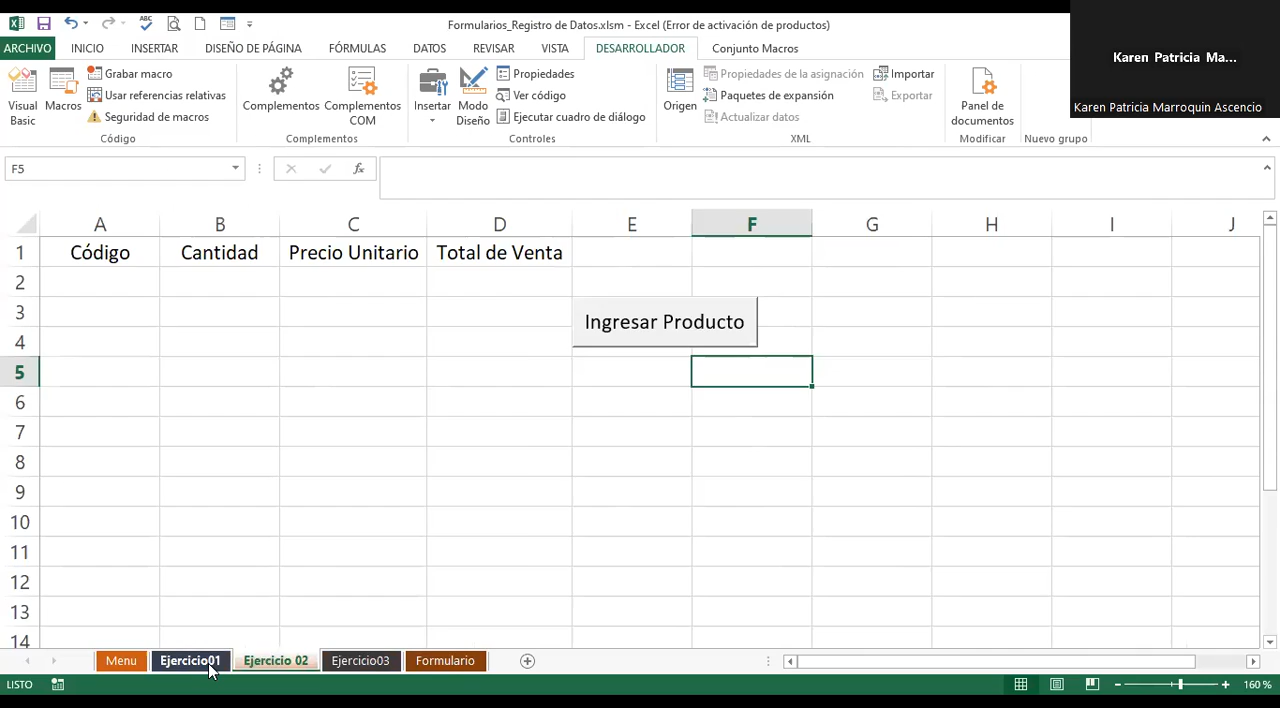 Formularios_Registro de Datos.xlsm - Excel (Error de activación de productos)
ARCHIVO INICIO INSERTAR DISEÑO DE PÁGINA FÓRMULAS DATOS REVISAR VISTA DESARROLLADOR Conjunto Macros
Karen Patricia Ma...
Karen Patricia Marroquin Ascencio
Visual Basic
Macros
Grabar macro
Usar referencias relativas
Seguridad de macros
Código
Complementos
Complementos COM
Complementos
Insertar
Modo Diseño
Propiedades
Ver código
Ejecutar cuadro de diálogo
Controles
Origen
Propiedades de la asignación
Paquetes de expansión
Actualizar datos
Importar
Exportar
XML
Panel de documentos
Modificar
Nuevo grupo
F5
fx
A B C D E F G H I J
1 Código Cantidad Precio Unitario Total de Venta
2
3
Ingresar Producto
4
5
6
7
8
9
10
11
12
13
14
Menu Ejercicio01 Ejercicio 02 Ejercicio03 Formulario
LISTO
160 %